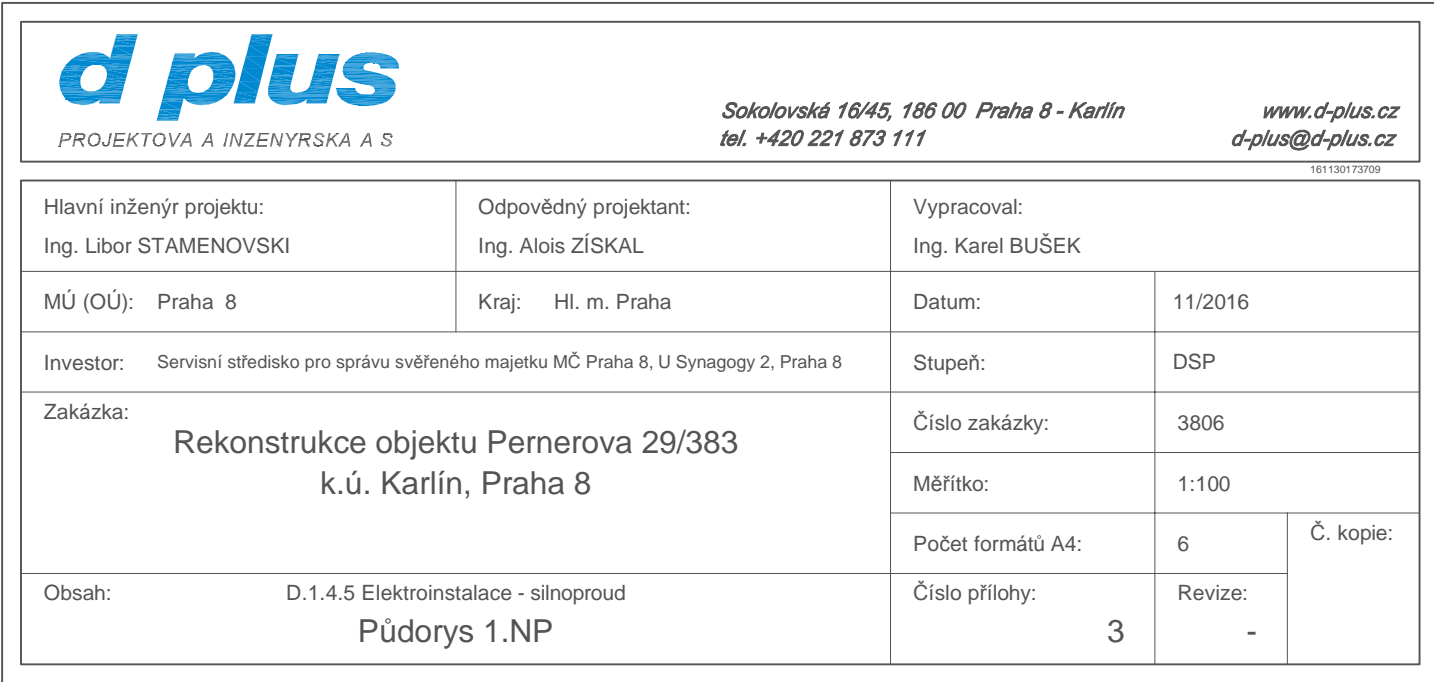 d plus
PROJEKTOVA A INZENYRSKA A S
Sokolovská 16/45, 186 00 Praha 8 - Karlín
tel. +420 221 873 111
www.d-plus.cz
d-plus@d-plus.cz
161130173709
Hlavní inženýr projektu:
Ing. Libor STAMENOVSKI
Odpovědný projektant:
Ing. Alois ZÍSKAL
Vypracoval:
Ing. Karel BUŠEK
MÚ (OÚ): Praha 8
Kraj: Hl. m. Praha
Datum: 11/2016
Investor: Servisní středisko pro správu svěřeného majetku MČ Praha 8, U Synagogy 2, Praha 8
Stupeň: DSP
Zakázka:
Rekonstrukce objektu Pernerova 29/383
k.ú. Karlín, Praha 8
Číslo zakázky: 3806
Měřítko: 1:100
Počet formátů A4: 6
Č. kopie:
Obsah: D.1.4.5 Elektroinstalace - silnoproud
Půdorys 1.NP
Číslo přílohy:
3
Revize:
-